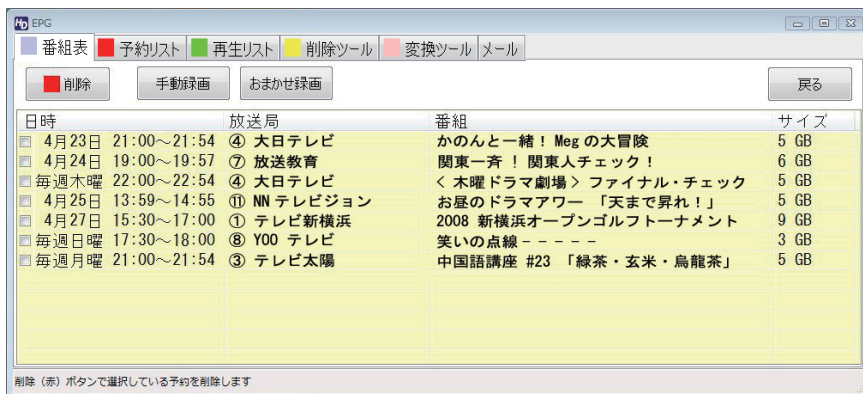 HD EPG
番組表 予約リスト 再生リスト 削除ツール 変換ツール メール
削除 手動録画 おまかせ録画 戻る
日時 放送局 番組 サイズ
4月23日 21:00～21:54 ④ 大日テレビ かのんと一緒！Megの大冒険 5 GB
4月24日 19:00～19:57 ⑦ 放送教育 関東一斉！関東人チェック！ 6 GB
毎週木曜 22:00～22:54 ④ 大日テレビ <木曜ドラマ劇場> ファイナル・チェック 5 GB
4月25日 13:59～14:55 ⑪ NNテレビジョン お昼のドラマアワー 「天まで昇れ！」 5 GB
4月27日 15:30～17:00 ① テレビ新横浜 2008 新横浜オープンゴルフトーナメント 9 GB
毎週日曜 17:30～18:00 ⑧ YOO テレビ 笑いの点線－－－－－ 3 GB
毎週月曜 21:00～21:54 ③ テレビ太陽 中国語講座 #23 「緑茶・玄米・烏龍茶」 5 GB
削除（赤）ボタンで選択している予約を削除します